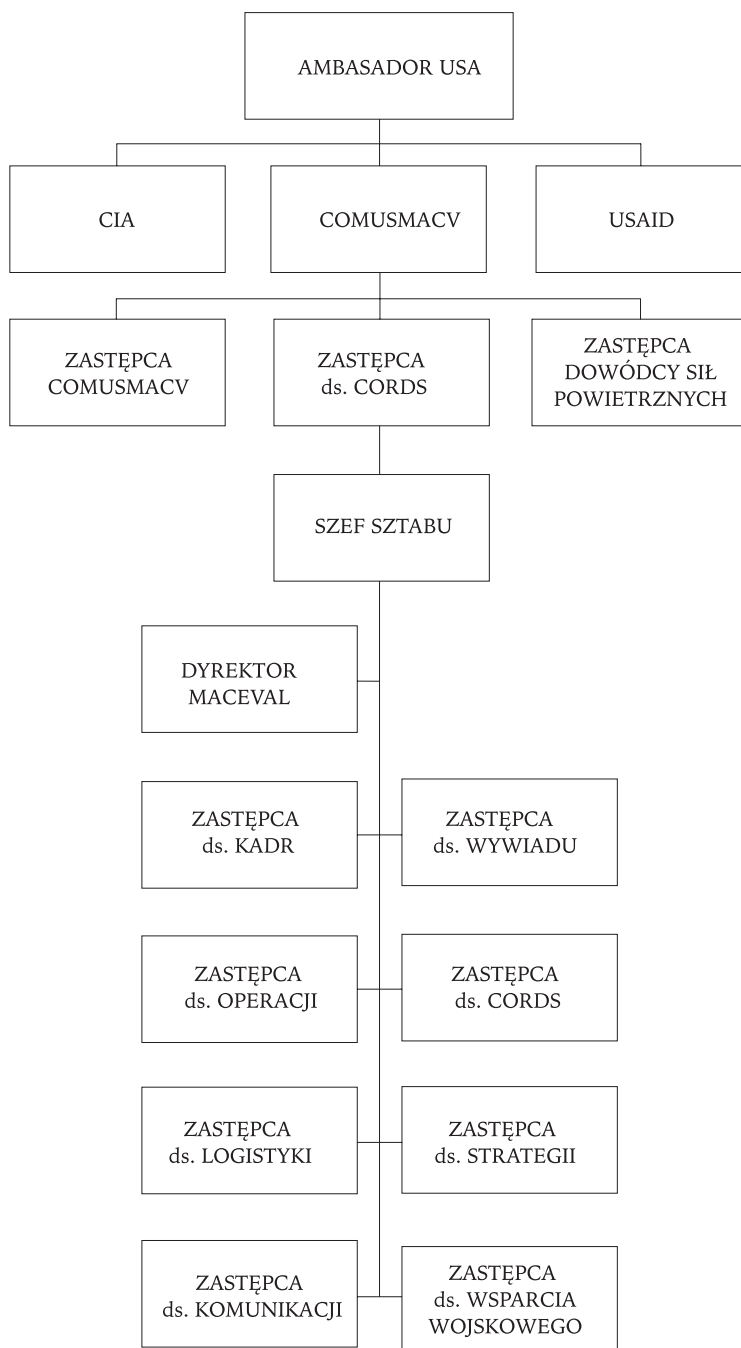 AMBASADOR USA
CIA
COMUSMACV
USAID
ZASTĘPCA
COMUSMACV
ZASTĘPCA
ds. CORDS
ZASTĘPCA
DOWÓDCY SIŁ
POWIETRZNYCH
SZEF SZTABU
DYREKTOR
MACEVAL
ZASTĘPCA
ds. KADR
ZASTĘPCA
ds. WYWIADU
ZASTĘPCA
ds. OPERACJI
ZASTĘPCA
ds. CORDS
ZASTĘPCA
ds. LOGISTYKI
ZASTĘPCA
ds. STRATEGII
ZASTĘPCA
ds. KOMUNIKACJI
ZASTĘPCA
ds. WSPARCIA
WOJSKOWEGO